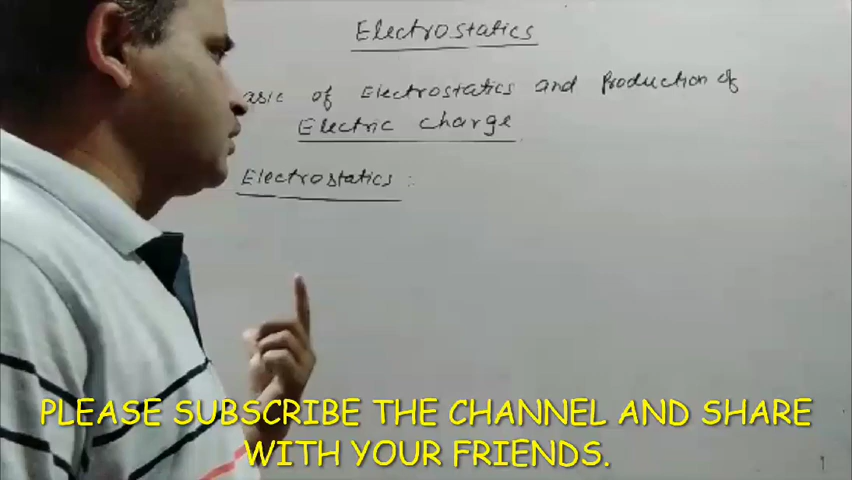 Electrostatics
asic of Electrostatics and Production of
Electric charge
Electrostatics :
PLEASE SUBSCRIBE THE CHANNEL AND SHARE
WITH YOUR FRIENDS.